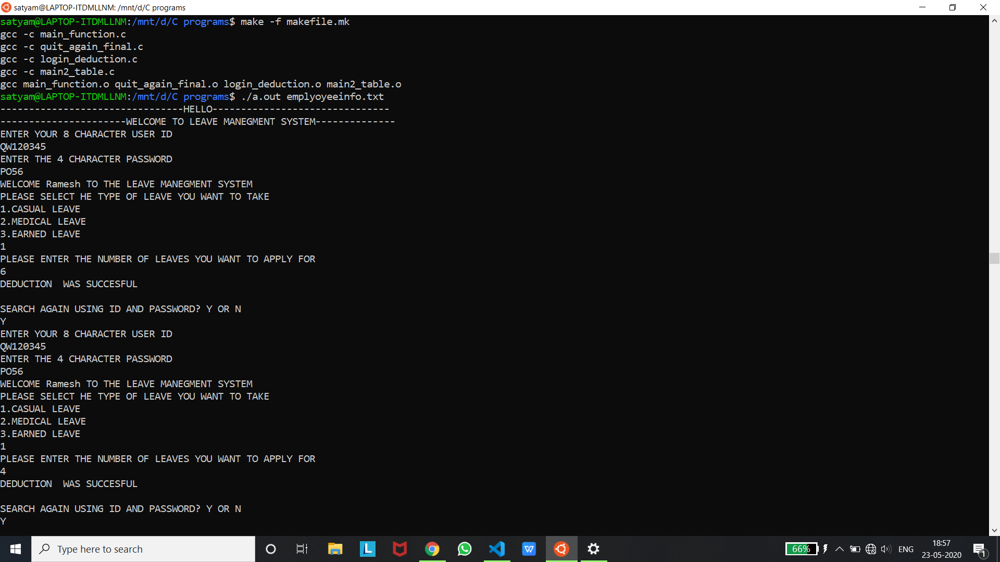 satyam@LAPTOP-ITDMLLNM: /mnt/d/C programs
satyam@LAPTOP-ITDMLLNM:/mnt/d/C programs$ make -f makefile.mk
gcc -c main_function.c
gcc -c quit_again_final.c
gcc -c login_deduction.c
gcc -c main2_table.c
gcc main_function.o quit_again_final.o login_deduction.o main2_table.o
satyam@LAPTOP-ITDMLLNM:/mnt/d/C programs$ ./a.out emplyoyeeinfo.txt
--------------------------------HELLO-------------------------------
----------------------WELCOME TO LEAVE MANEGMENT SYSTEM--------------
ENTER YOUR 8 CHARACTER USER ID
QW120345
ENTER THE 4 CHARACTER PASSWORD
PO56
WELCOME Ramesh TO THE LEAVE MANEGMENT SYSTEM
PLEASE SELECT HE TYPE OF LEAVE YOU WANT TO TAKE
1.CASUAL LEAVE
2.MEDICAL LEAVE
3.EARNED LEAVE
1
PLEASE ENTER THE NUMBER OF LEAVES YOU WANT TO APPLY FOR
6
DEDUCTION  WAS SUCCESFUL
SEARCH AGAIN USING ID AND PASSWORD? Y OR N
Y
ENTER YOUR 8 CHARACTER USER ID
QW120345
ENTER THE 4 CHARACTER PASSWORD
PO56
WELCOME Ramesh TO THE LEAVE MANEGMENT SYSTEM
PLEASE SELECT HE TYPE OF LEAVE YOU WANT TO TAKE
1.CASUAL LEAVE
2.MEDICAL LEAVE
3.EARNED LEAVE
1
PLEASE ENTER THE NUMBER OF LEAVES YOU WANT TO APPLY FOR
4
DEDUCTION  WAS SUCCESFUL
SEARCH AGAIN USING ID AND PASSWORD? Y OR N
Y
Type here to search
L
W
66%
ENG
18:57
23-05-2020
1